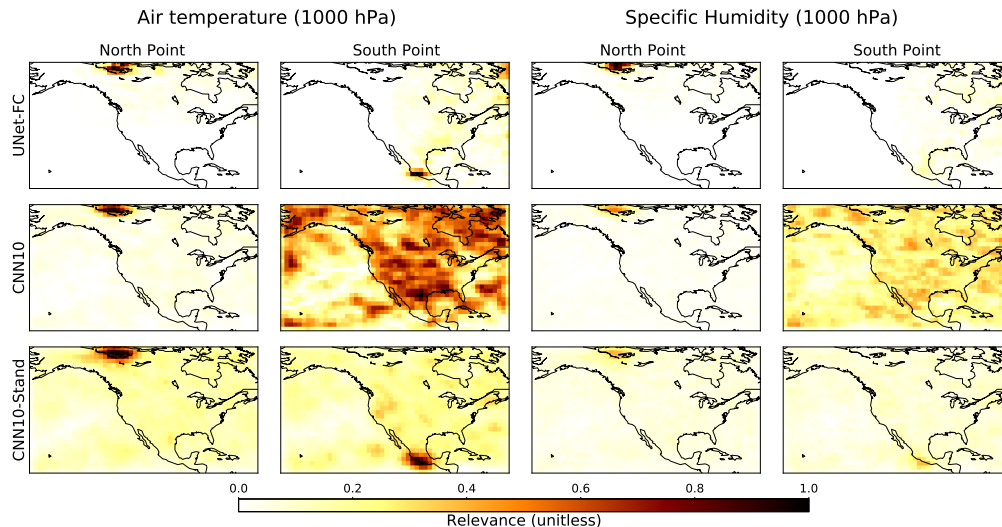 Air temperature (1000 hPa)
Specific Humidity (1000 hPa)
North Point
South Point
North Point
South Point
UNet-FC
CNN10
CNN10-Stand
0.0
0.2
0.4
0.6
0.8
1.0
Relevance (unitless)